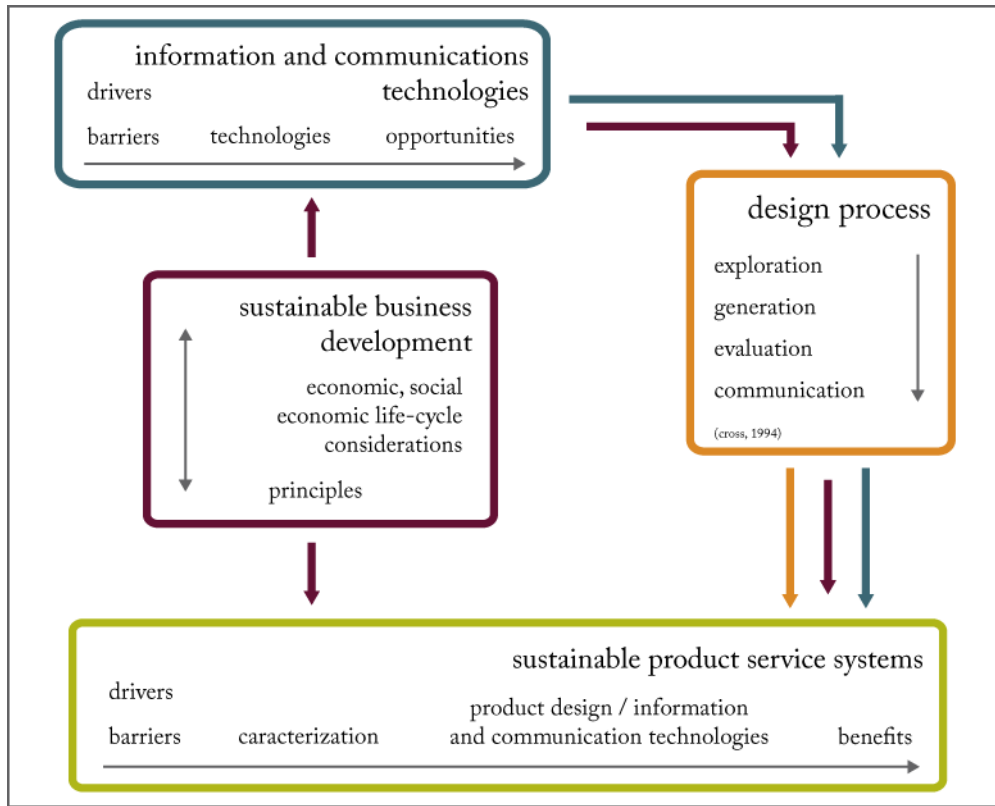 information and communications
technologies
drivers
barriers technologies opportunities
design process
exploration
generation
evaluation
communication
(cross, 1994)
sustainable business
development
economic, social
economic life-cycle
considerations
principles
sustainable product service systems
drivers
product design / information
barriers caracterization and communication technologies benefits